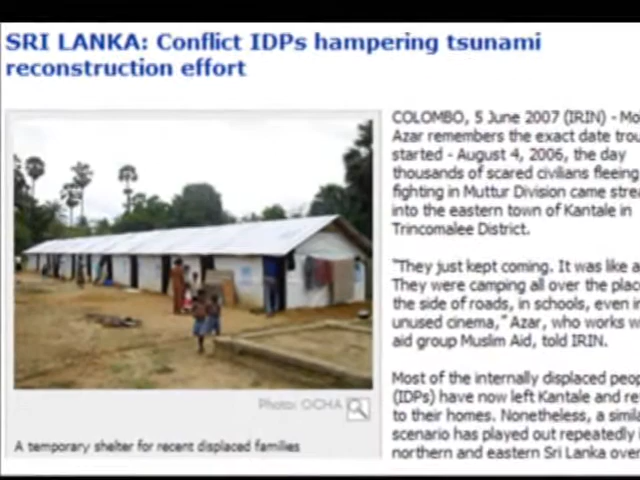 SRI LANKA: Conflict IDPs hampering tsunami
reconstruction effort
COLOMBO, 5 June 2007 (IRIN) - Mo
Azar remembers the exact date trou
started - August 4, 2006, the day
thousands of scared civilians fleeing
fighting in Muttur Division came stre
into the eastern town of Kantale in
Trincomalee District.
"They just kept coming. It was like a
They were camping all over the plac
the side of roads, in schools, even i
unused cinema," Azar, who works w
aid group Muslim Aid, told IRIN.
Most of the internally displaced peop
(IDPs) have now left Kantale and re
to their homes. Nonetheless, a simila
scenario has played out repeatedly i
northern and eastern Sri Lanka over
Photo: OCHA
A temporary shelter for recent displaced families